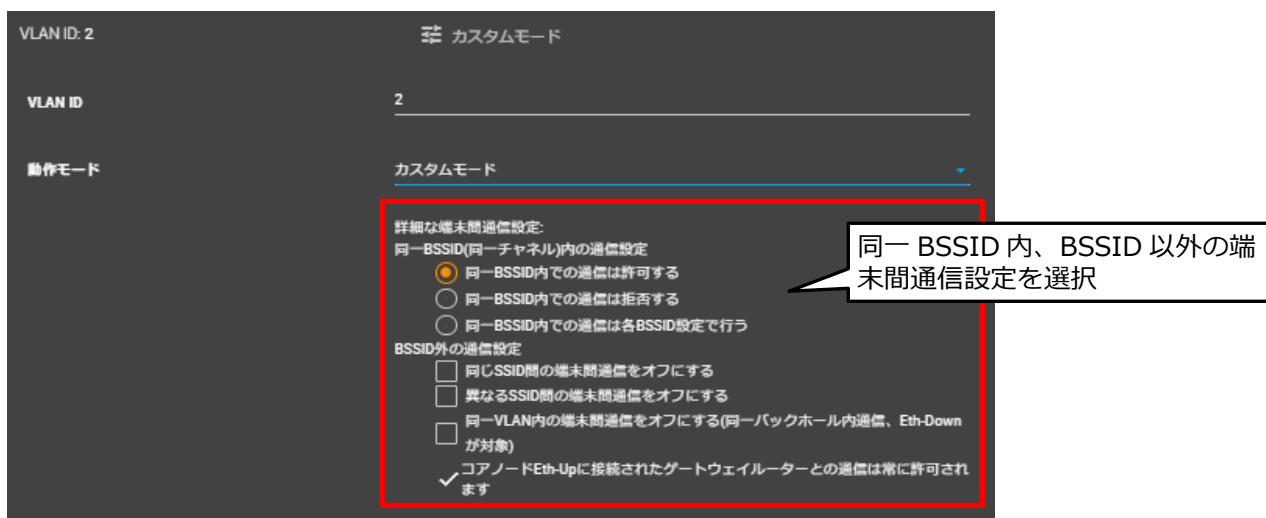 VLAN ID: 2
カスタムモード
VLAN ID
2
動作モード
カスタムモード
詳細な端末間通信設定:
同一BSSID(同一チャネル)内の通信設定
同一BSSID内での通信は許可する
同一BSSID内での通信は拒否する
同一BSSID内での通信は各BSSID設定で行う
BSSID外の通信設定
同じSSID間の端末間通信をオフにする
異なるSSID間の端末間通信をオフにする
同一VLAN内の端末間通信をオフにする(同一バックホール内通信、Eth-Down
が対象)
コアノードEth-Upに接続されたゲートウェイルーターとの通信は常に許可され
ます
同一 BSSID 内、BSSID 以外の端
末間通信設定を選択